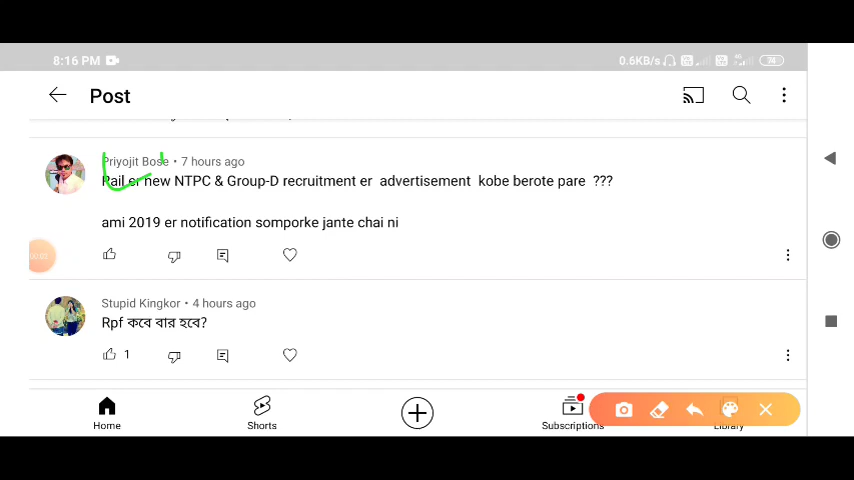 8:16 PM
0.6KB/s
Post
Priyojit Bose • 7 hours ago
Rail er new NTPC & Group-D recruitment er advertisement kobe berote pare ???
ami 2019 er notification somporke jante chai ni
Stupid Kingkor • 4 hours ago
Rpf কবে বার হবে?
1
Home
Shorts
Subscriptions
Library